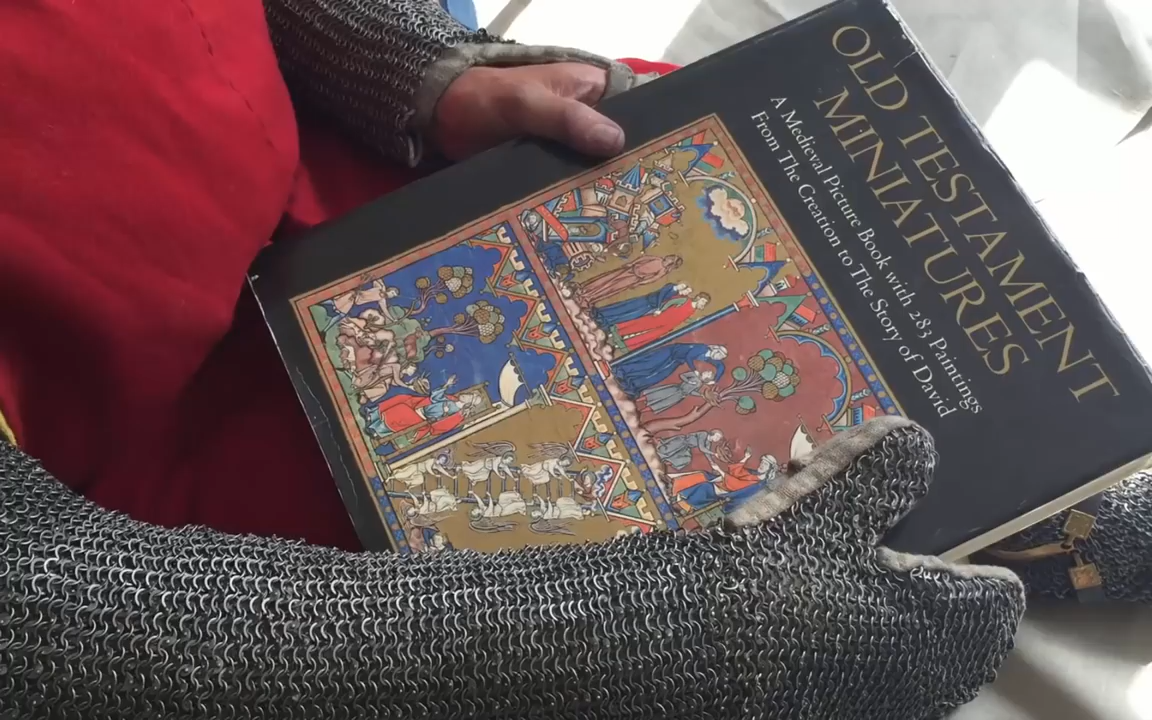 OLD TESTAMENT
MINIATURES
A Medieval Picture Book with 283 Paintings
From The Creation to The Story of David